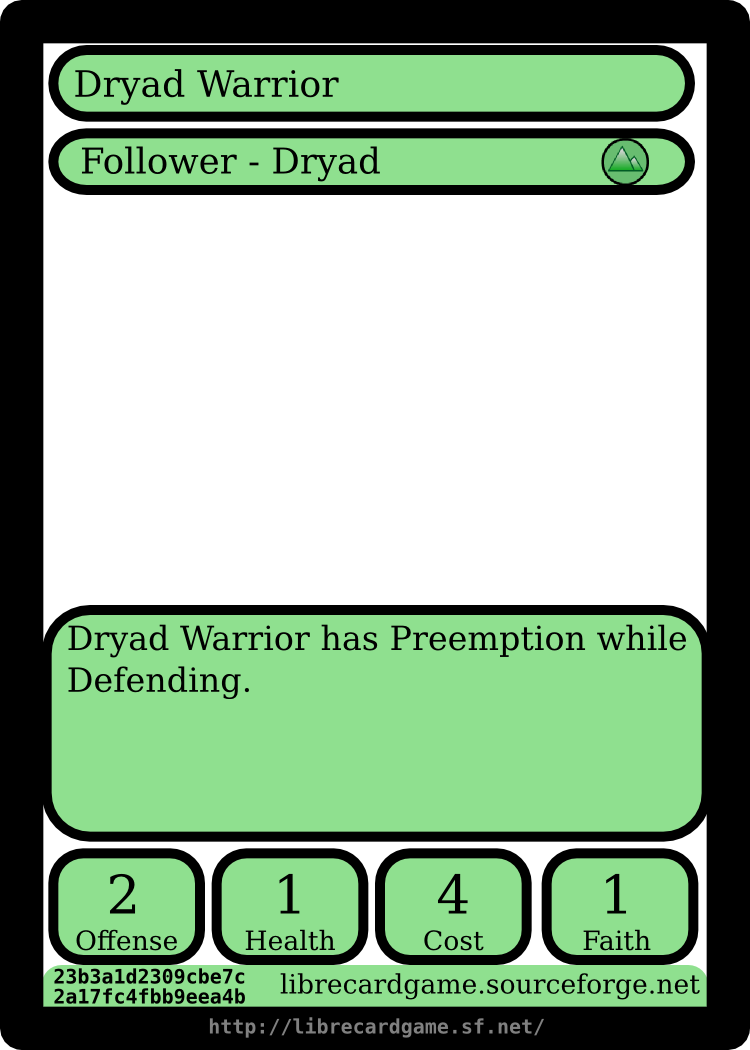 Dryad Warrior
Follower - Dryad
Dryad Warrior has Preemption while
Defending.
2
Offense
1
Health
4
Cost
1
Faith
23b3a1d2309cbe7c
2a17fc4fbb9eea4b
librecardgame.sourceforge.net
http://librecardgame.sf.net/